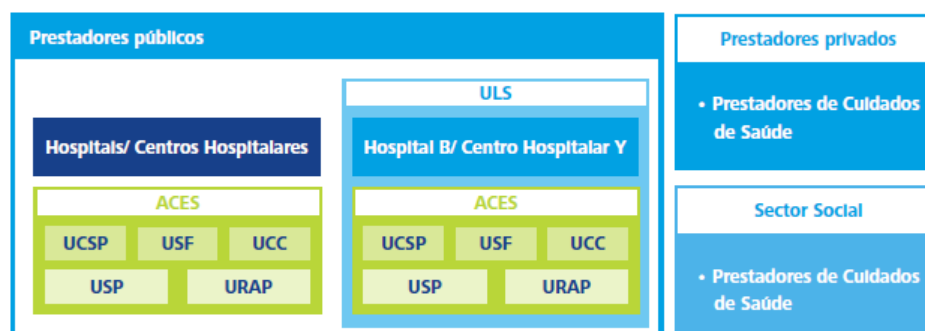 Prestadores públicos
ULS
Hospitais/ Centros Hospitalares
Hospital B/ Centro Hospitalar Y
ACES
UCSP USF UCC
USP URAP
ACES
UCSP USF UCC
USP URAP
Prestadores privados
• Prestadores de Cuidados
de Saúde
Sector Social
• Prestadores de Cuidados
de Saúde